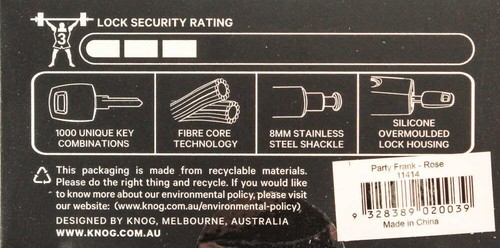 LOCK SECURITY RATING
3
1000 UNIQUE KEY
COMBINATIONS
FIBRE CORE
TECHNOLOGY
8MM STAINLESS
STEEL SHACKLE
SILICONE
OVERMOULDED
LOCK HOUSING
This packaging is made from recyclable materials.
Please do the right thing and recycle. If you would like
to know more about our environmental policy, please visit
our website: (www.knog.com.au/environmental-policy)
DESIGNED BY KNOG, MELBOURNE, AUSTRALIA
WWW.KNOG.COM.AU
Party Frank - Rose
11414
9 328389 020039
Made in China